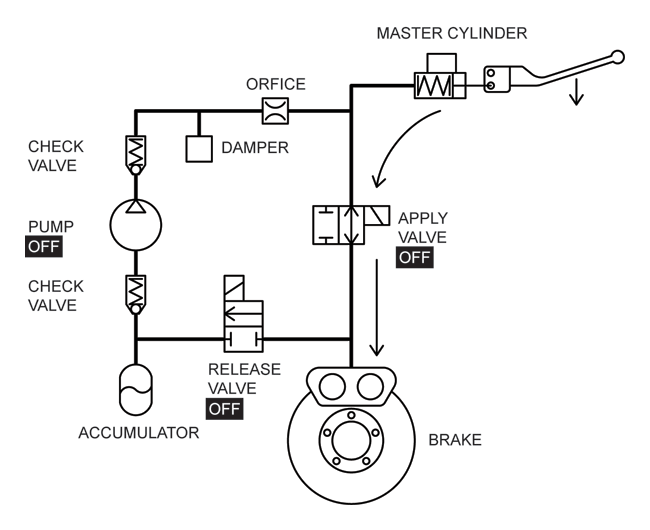 MASTER CYLINDER
ORFICE
CHECK
VALVE
DAMPER
PUMP
OFF
APPLY
VALVE
OFF
CHECK
VALVE
RELEASE
VALVE
OFF
ACCUMULATOR
BRAKE